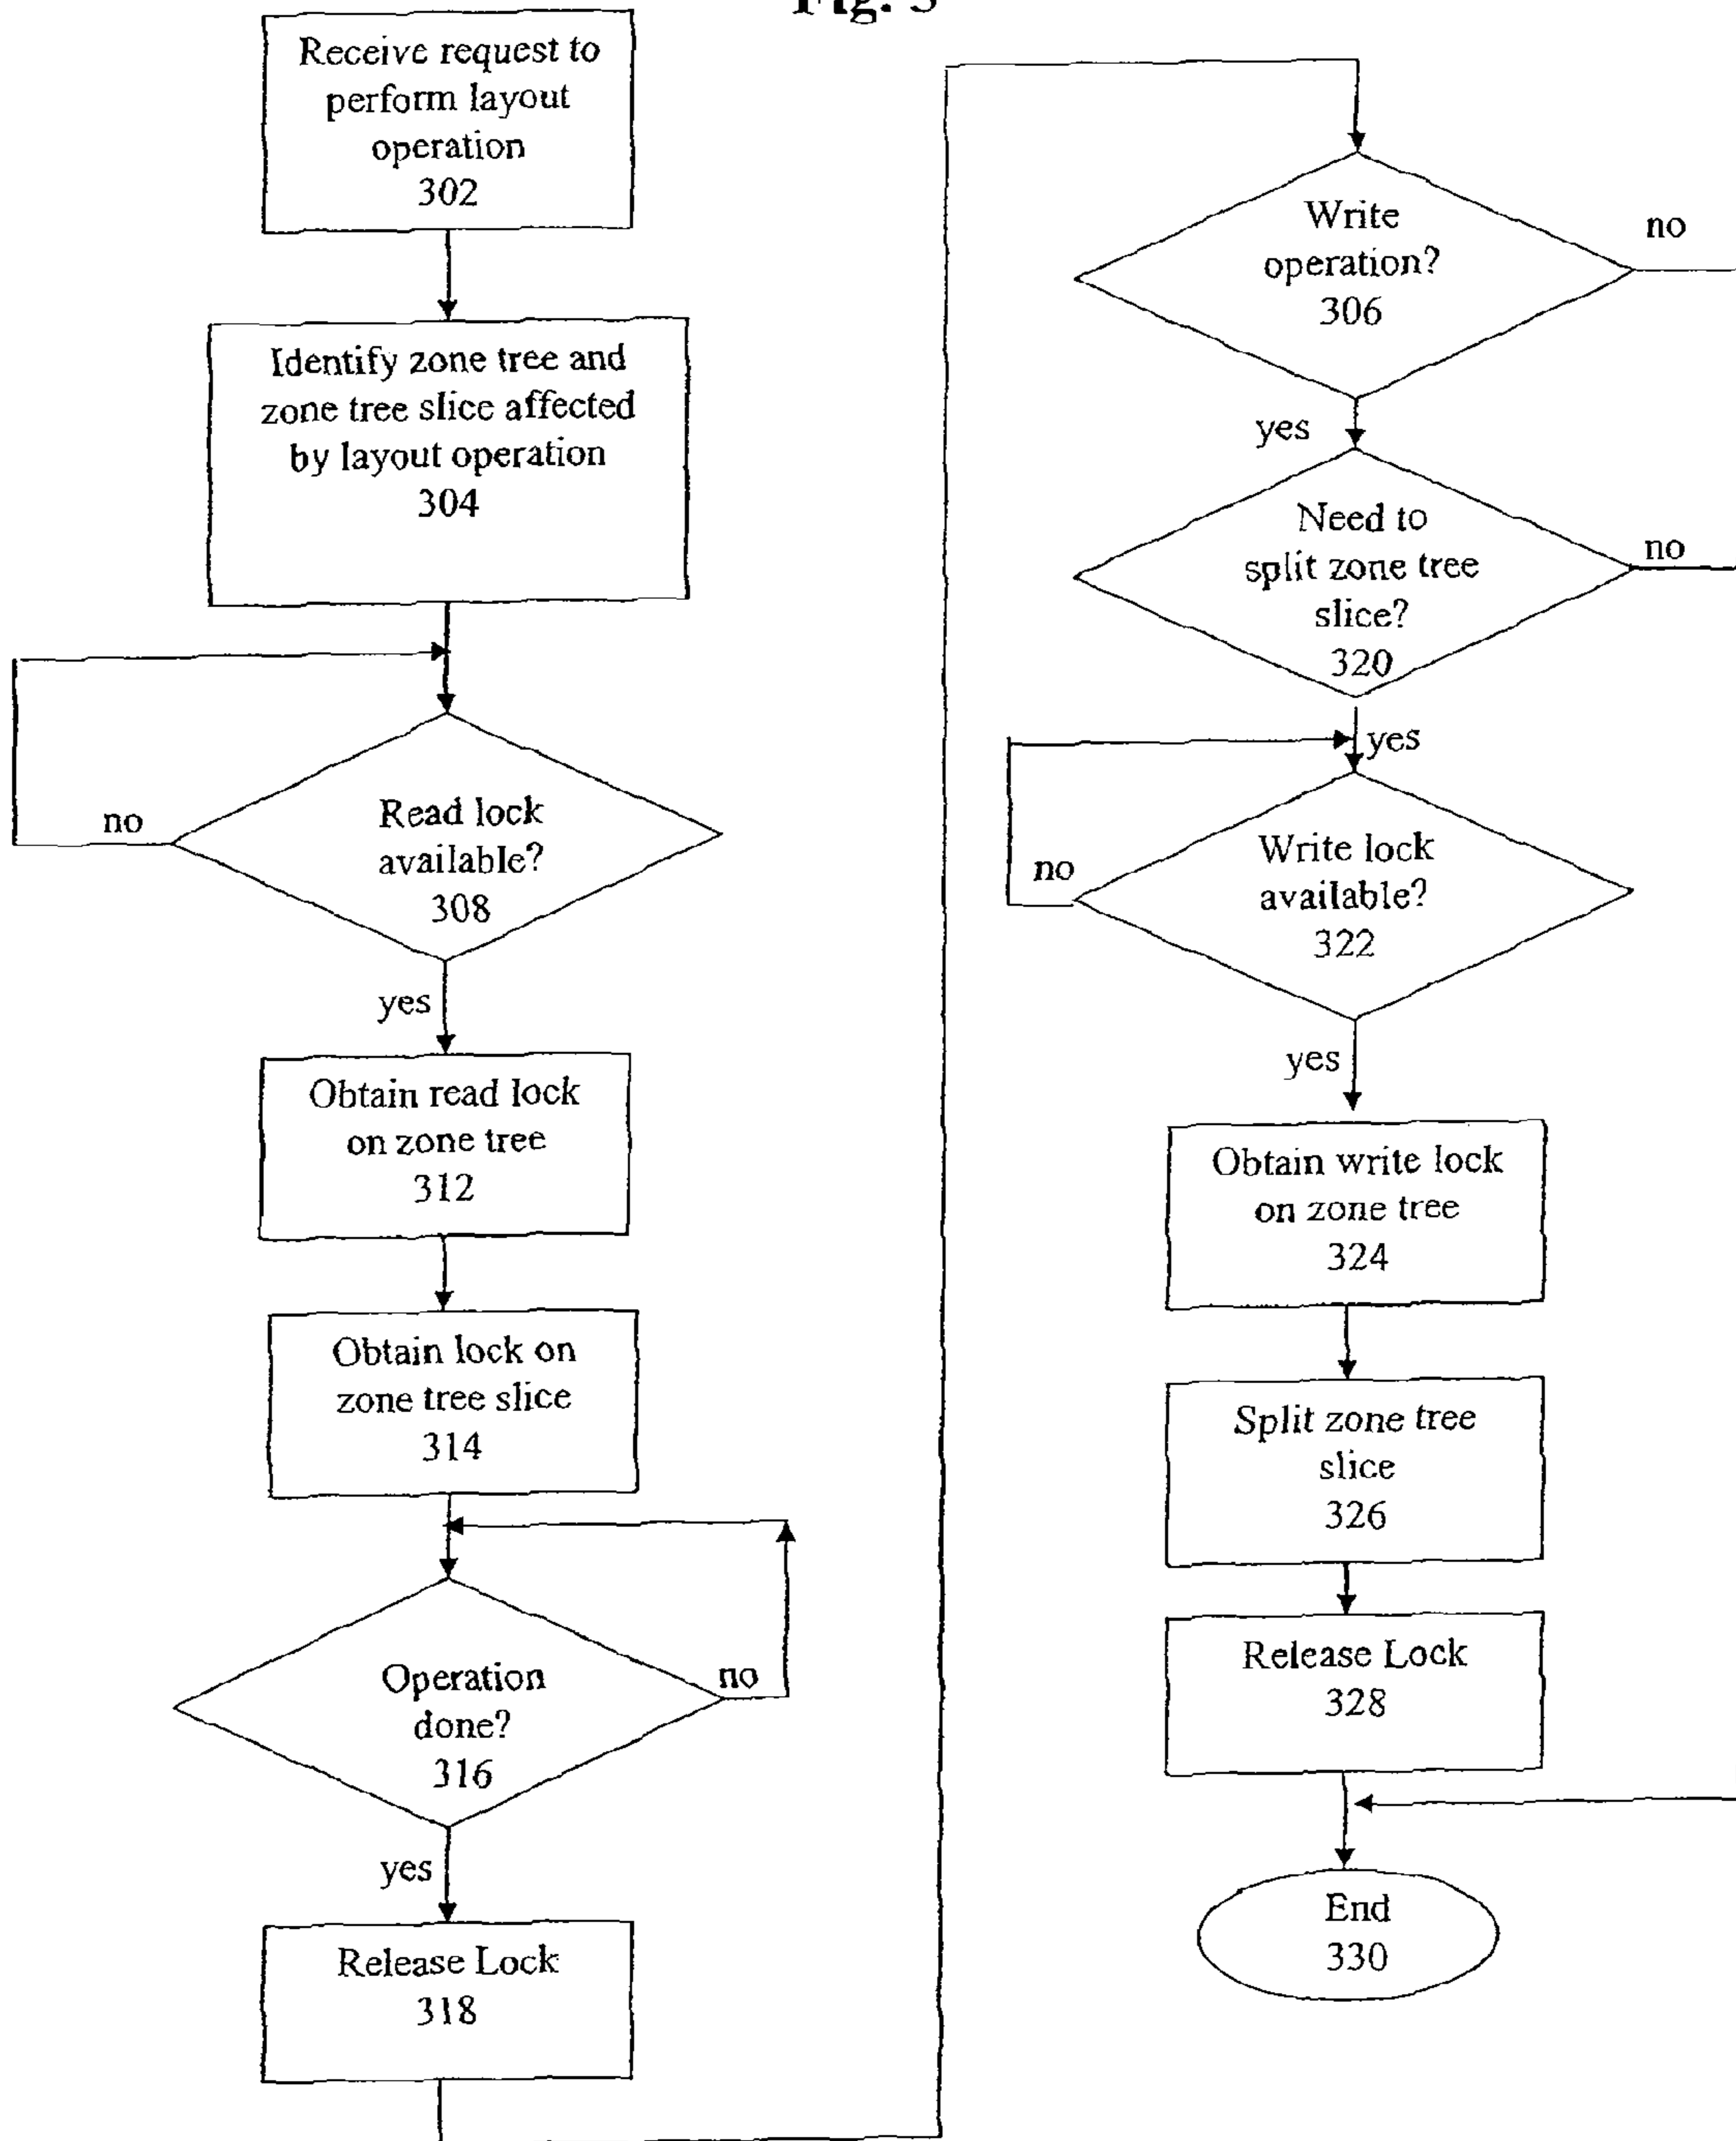 Fig. 3
Receive request to
perform layout
operation
302
Identify zone tree and
zone tree slice affected
by layout operation
304
no
Read lock
available?
308
yes
Obtain read lock
on zone tree
312
Obtain lock on
zone tree slice
314
Operation
done?
316
no
yes
Release Lock
318
Write
operation?
306
no
yes
Need to
split zone tree
slice?
320
no
yes
Write lock
available?
322
no
yes
Obtain write lock
on zone tree
324
Split zone tree
slice
326
Release Lock
328
End
330